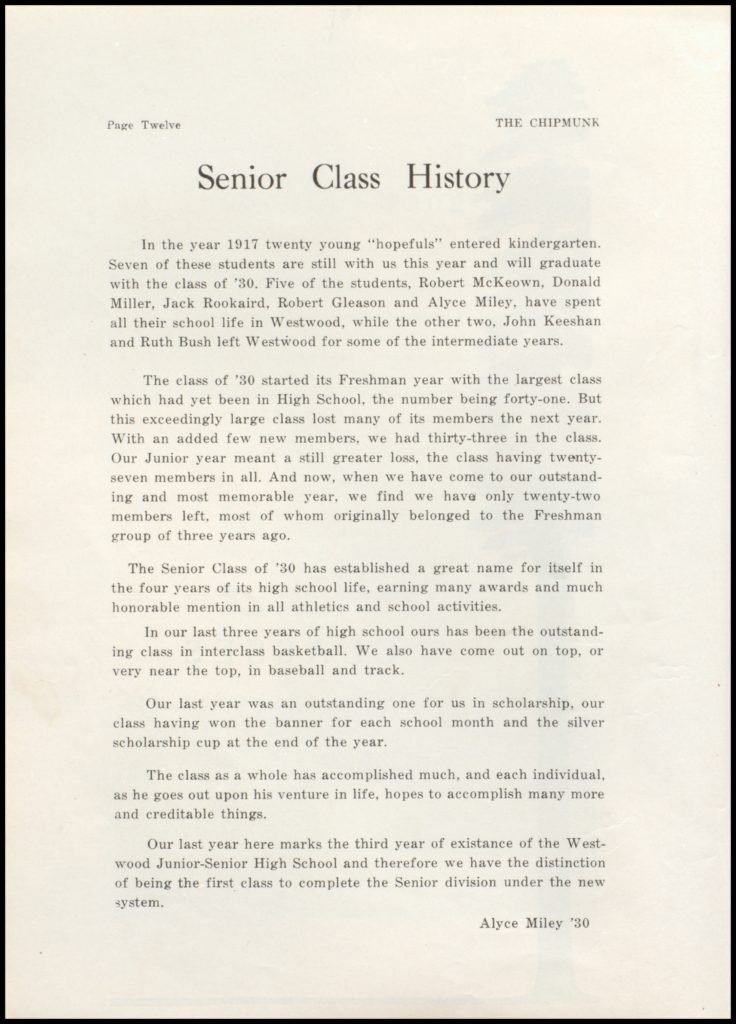 Page Twelve
THE CHIPMUNK
Senior Class History
In the year 1917 twenty young “hopefuls” entered kindergarten.
Seven of these students are still with us this year and will graduate
with the class of ’30. Five of the students, Robert McKeown, Donald
Miller, Jack Rookaird, Robert Gleason and Alyce Miley, have spent
all their school life in Westwood, while the other two, John Keeshan
and Ruth Bush left Westwood for some of the intermediate years.
The class of ’30 started its Freshman year with the largest class
which had yet been in High School, the number being forty-one. But
this exceedingly large class lost many of its members the next year.
With an added few new members, we had thirty-three in the class.
Our Junior year meant a still greater loss, the class having twenty-
seven members in all. And now, when we have come to our outstand-
ing and most memorable year, we find we have only twenty-two
members left, most of whom originally belonged to the Freshman
group of three years ago.
The Senior Class of ’30 has established a great name for itself in
the four years of its high school life, earning many awards and much
honorable mention in all athletics and school activities.
In our last three years of high school ours has been the outstand-
ing class in interclass basketball. We also have come out on top, or
very near the top, in baseball and track.
Our last year was an outstanding one for us in scholarship, our
class having won the banner for each school month and the silver
scholarship cup at the end of the year.
The class as a whole has accomplished much, and each individual,
as he goes out upon his venture in life, hopes to accomplish many more
and creditable things.
Our last year here marks the third year of existance of the West-
wood Junior-Senior High School and therefore we have the distinction
of being the first class to complete the Senior division under the new
system.
Alyce Miley ’30